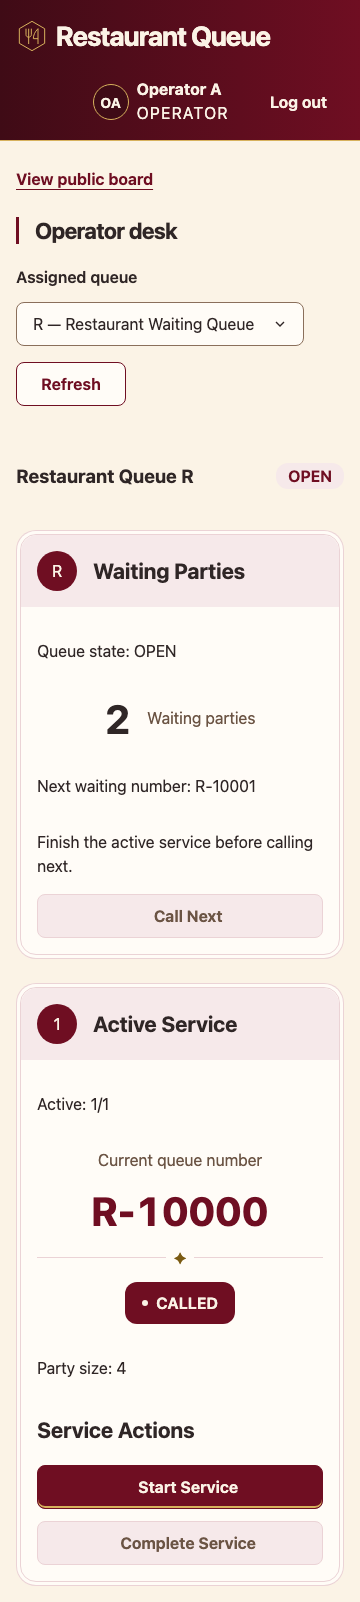 Restaurant Queue
OA
Operator A
OPERATOR
Log out
View public board
Operator desk
Assigned queue
R — Restaurant Waiting Queue
Refresh
Restaurant Queue R
OPEN
R
Waiting Parties
Queue state: OPEN
2 Waiting parties
Next waiting number: R-10001
Finish the active service before calling
next.
Call Next
1
Active Service
Active: 1/1
Current queue number
R-10000
CALLED
Party size: 4
Service Actions
Start Service
Complete Service